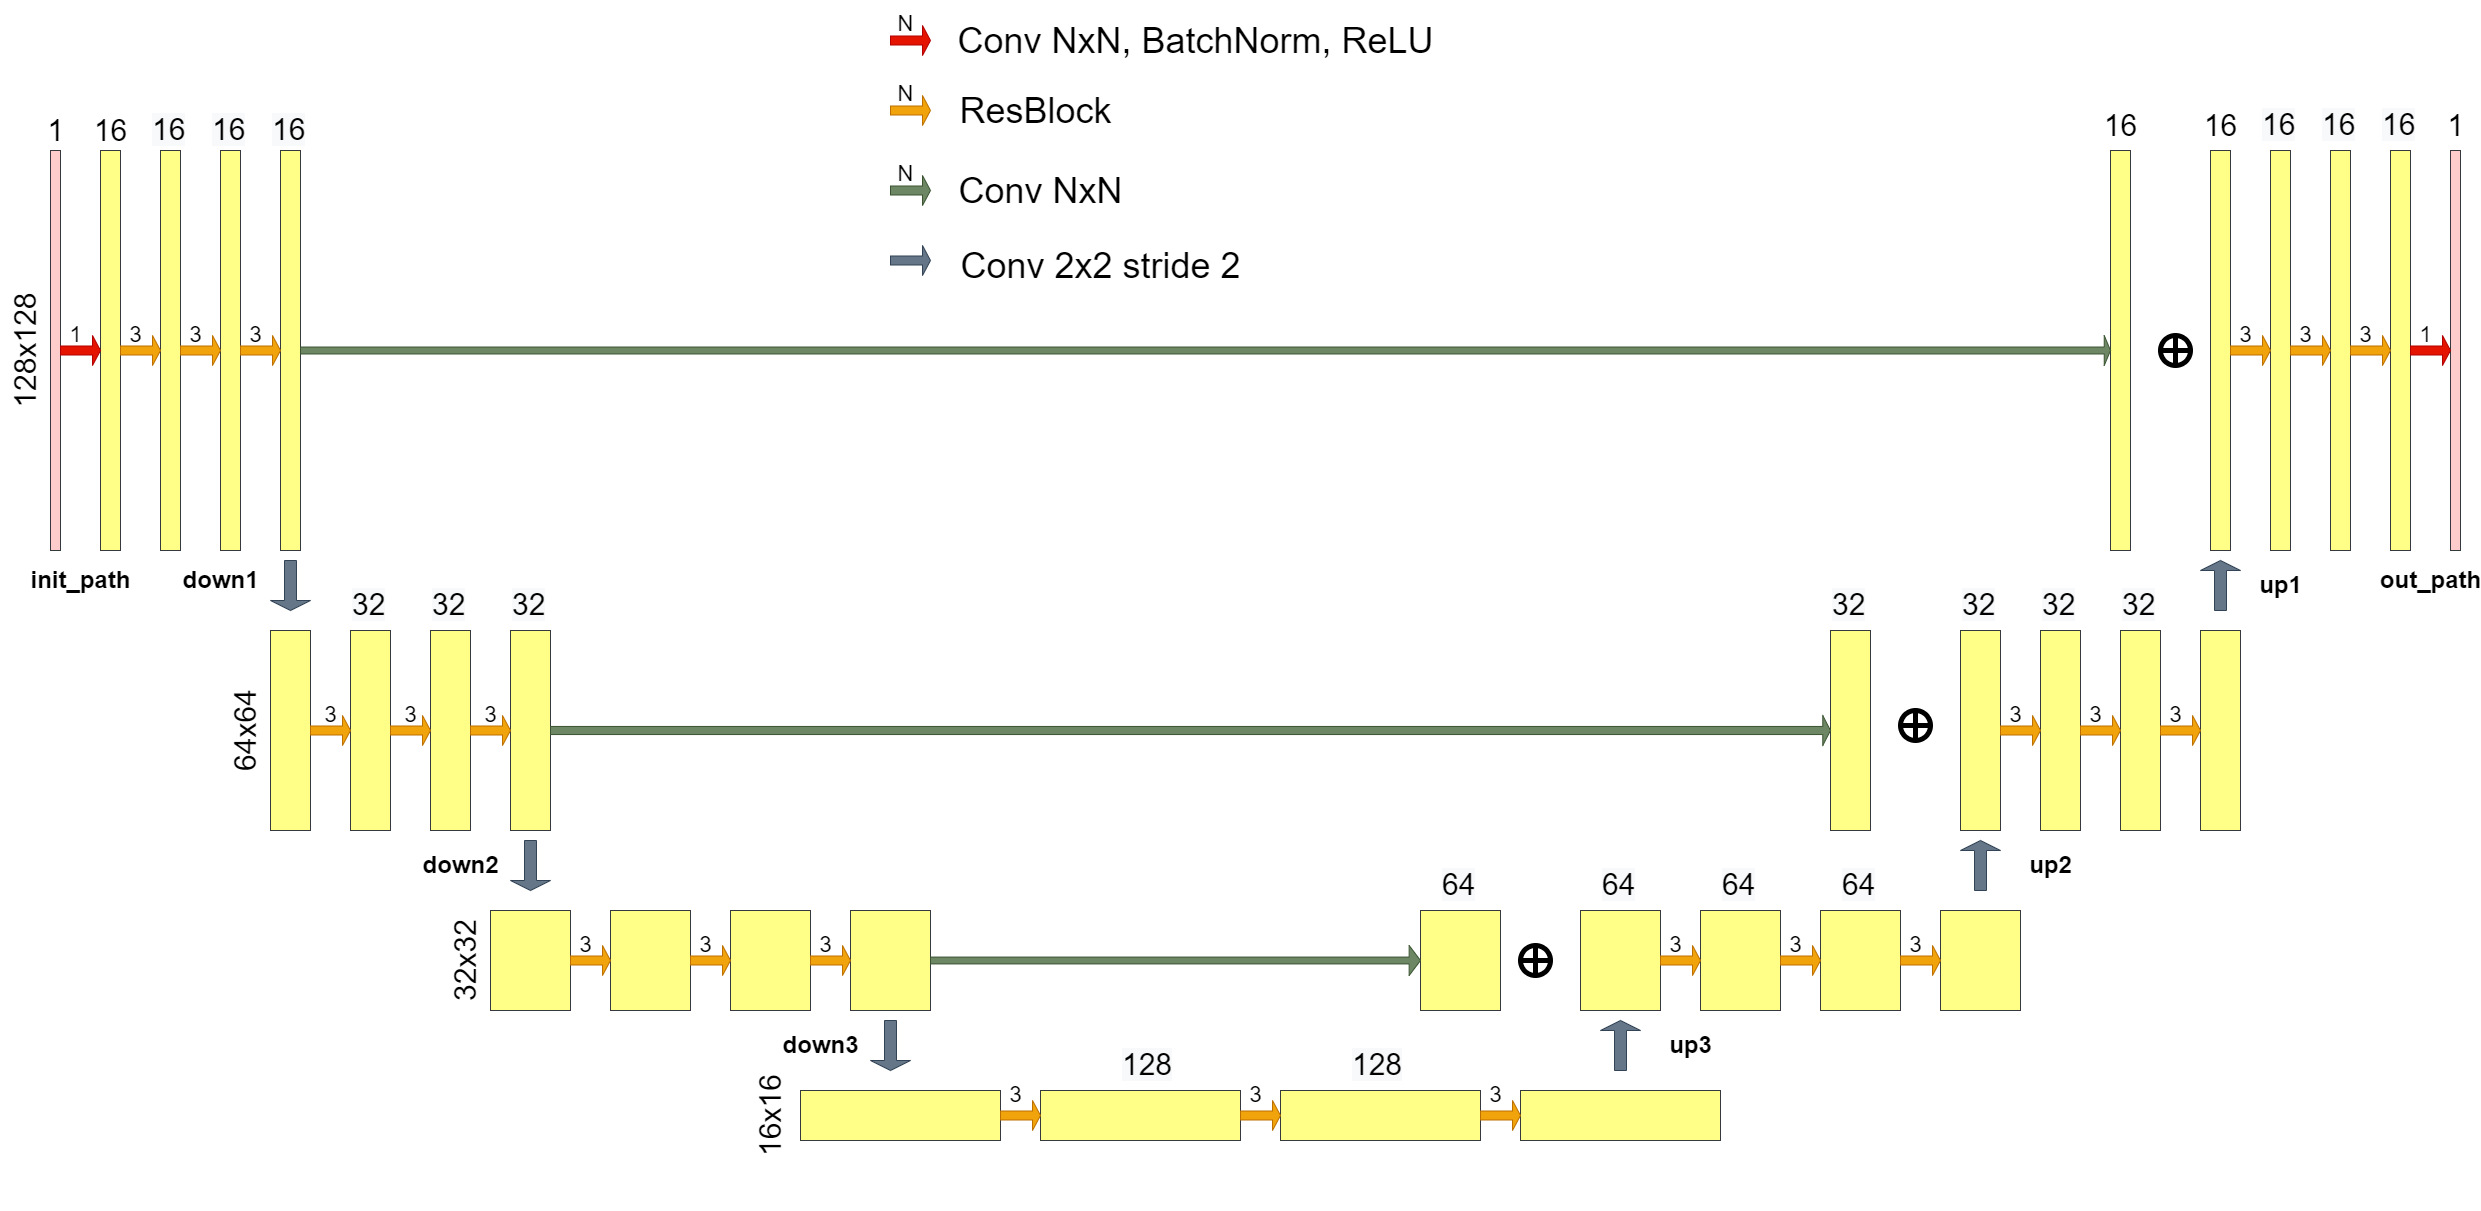 N
Conv NxN, BatchNorm, ReLU
N
ResBlock
N
Conv NxN
Conv 2x2 stride 2
1 16 16 16 16
16 16 16 16 16 1
128x128
1 3 3 3
3 3 3 1
init_path down1
up1 out_path
32 32 32
32 32 32 32
64x64
3 3 3
3 3 3
down2
up2
64 64 64 64
32x32
3 3 3
3 3 3
down3
up3
128 128
16x16
3 3 3